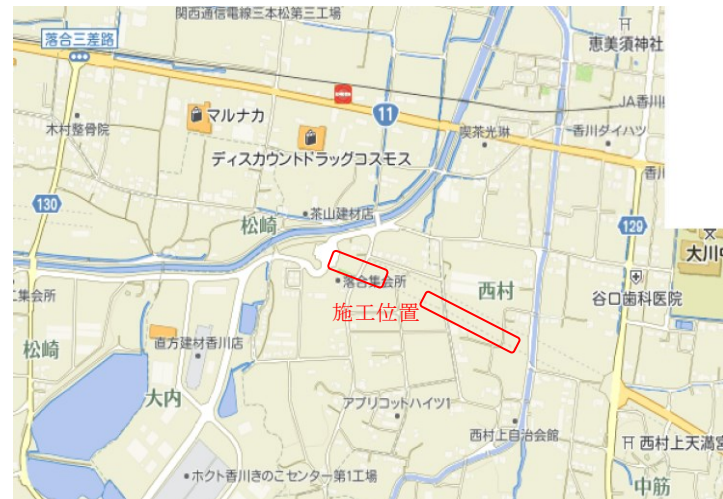 関西通信電線三本松第三工場
落合三差路
恵美須神社
JA香川
マルナカ
11
木村整骨院
喫茶光琳
香川ダイハツ
ディスカウントドラッグコスモス
香川
130
茶山建材店
松崎
129
大川中
落合集会所
西村
集会所
谷口歯科医院
施工位置
直方建材香川店
松崎
大内
アプリコットハイツ1
西村上自治会館
西村上天満宮
ホクト香川きのこセンター第1工場
中筋